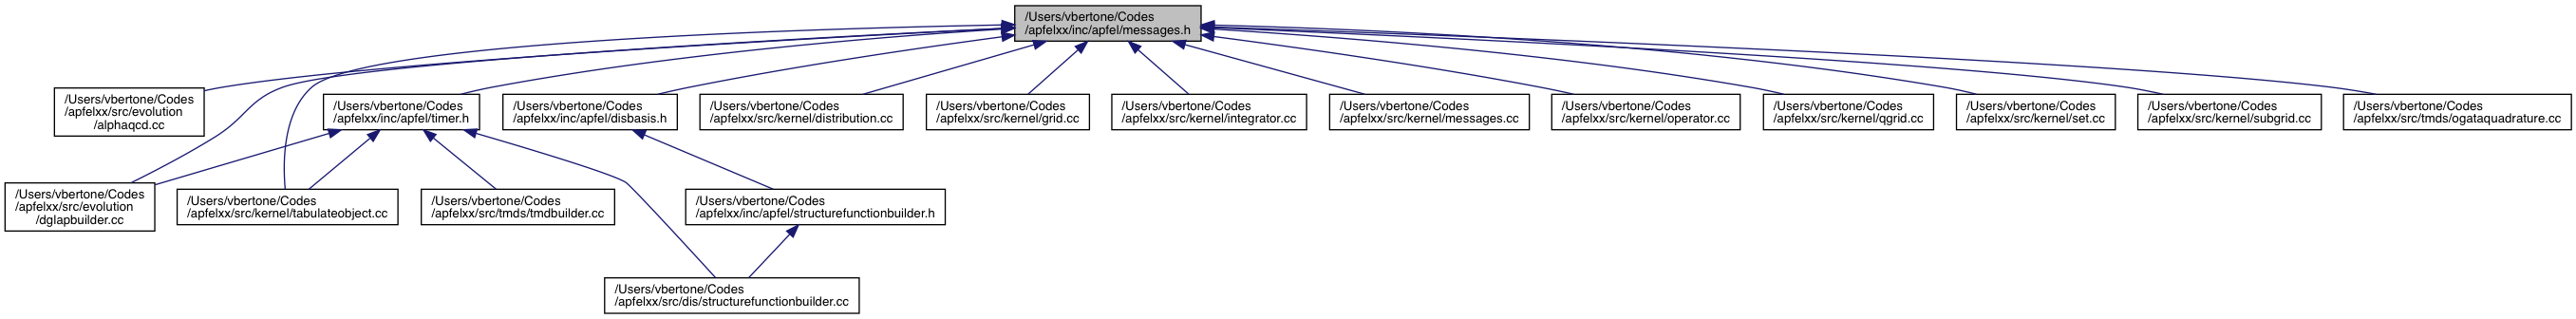 /Users/vbertone/Codes
/apfelxx/inc/apfel/messages.h
/Users/vbertone/Codes
/apfelxx/src/evolution
/alphaqcd.cc
/Users/vbertone/Codes
/apfelxx/inc/apfel/timer.h
/Users/vbertone/Codes
/apfelxx/inc/apfel/disbasis.h
/Users/vbertone/Codes
/apfelxx/src/kernel/distribution.cc
/Users/vbertone/Codes
/apfelxx/src/kernel/grid.cc
/Users/vbertone/Codes
/apfelxx/src/kernel/integrator.cc
/Users/vbertone/Codes
/apfelxx/src/kernel/messages.cc
/Users/vbertone/Codes
/apfelxx/src/kernel/operator.cc
/Users/vbertone/Codes
/apfelxx/src/kernel/qgrid.cc
/Users/vbertone/Codes
/apfelxx/src/kernel/set.cc
/Users/vbertone/Codes
/apfelxx/src/kernel/subgrid.cc
/Users/vbertone/Codes
/apfelxx/src/tmds/ogataquadrature.cc
/Users/vbertone/Codes
/apfelxx/src/evolution
/dglapbuilder.cc
/Users/vbertone/Codes
/apfelxx/src/kernel/tabulateobject.cc
/Users/vbertone/Codes
/apfelxx/src/tmds/tmdbuilder.cc
/Users/vbertone/Codes
/apfelxx/inc/apfel/structurefunctionbuilder.h
/Users/vbertone/Codes
/apfelxx/src/dis/structurefunctionbuilder.cc